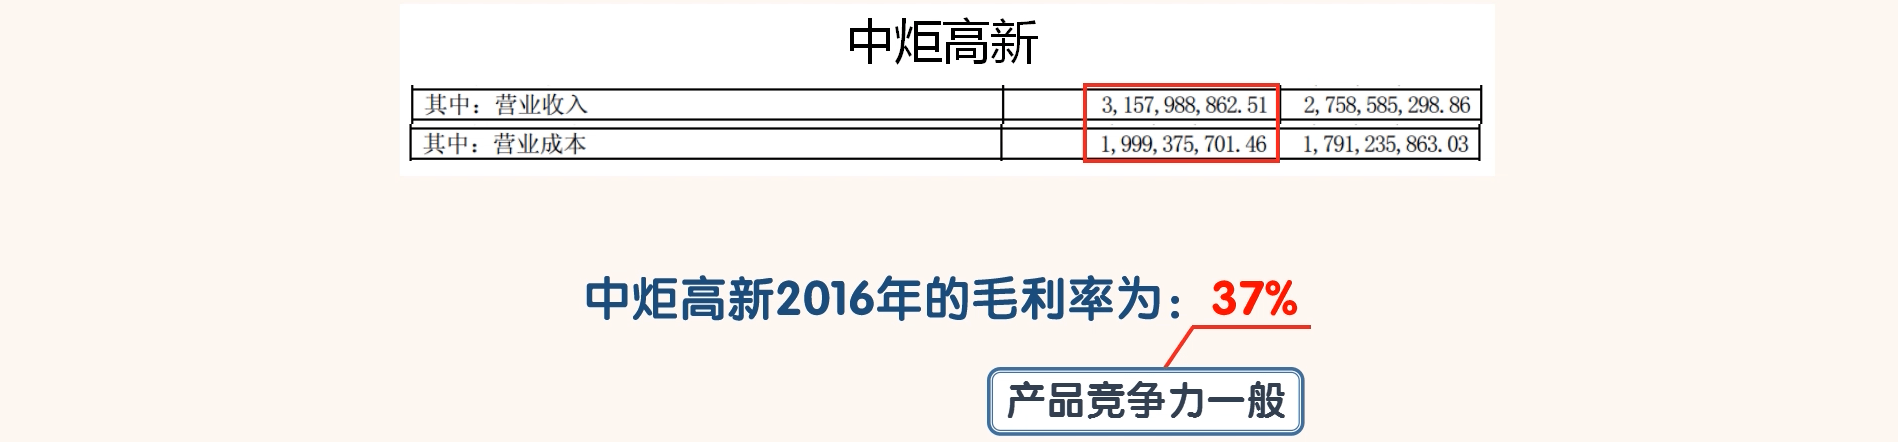 中炬高新
其中：营业收入 3,157,988,862.51 2,758,585,298.86
其中：营业成本 1,999,375,701.46 1,791,235,863.03
中炬高新2016年的毛利率为：37%
产品竞争力一般